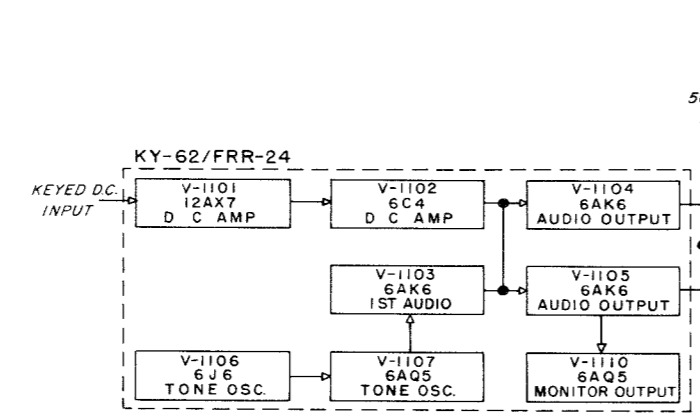 5
KY-62/FRR-24
KEYED D.C.
INPUT
V-1101
12AX7
D C AMP
V-1102
6C4
D C AMP
V-1104
6AK6
AUDIO OUTPUT
V-1103
6AK6
1ST AUDIO
V-1105
6AK6
AUDIO OUTPUT
V-1106
6J6
TONE OSC.
V-1107
6AQ5
TONE OSC.
V-1110
6AQ5
MONITOR OUTPUT